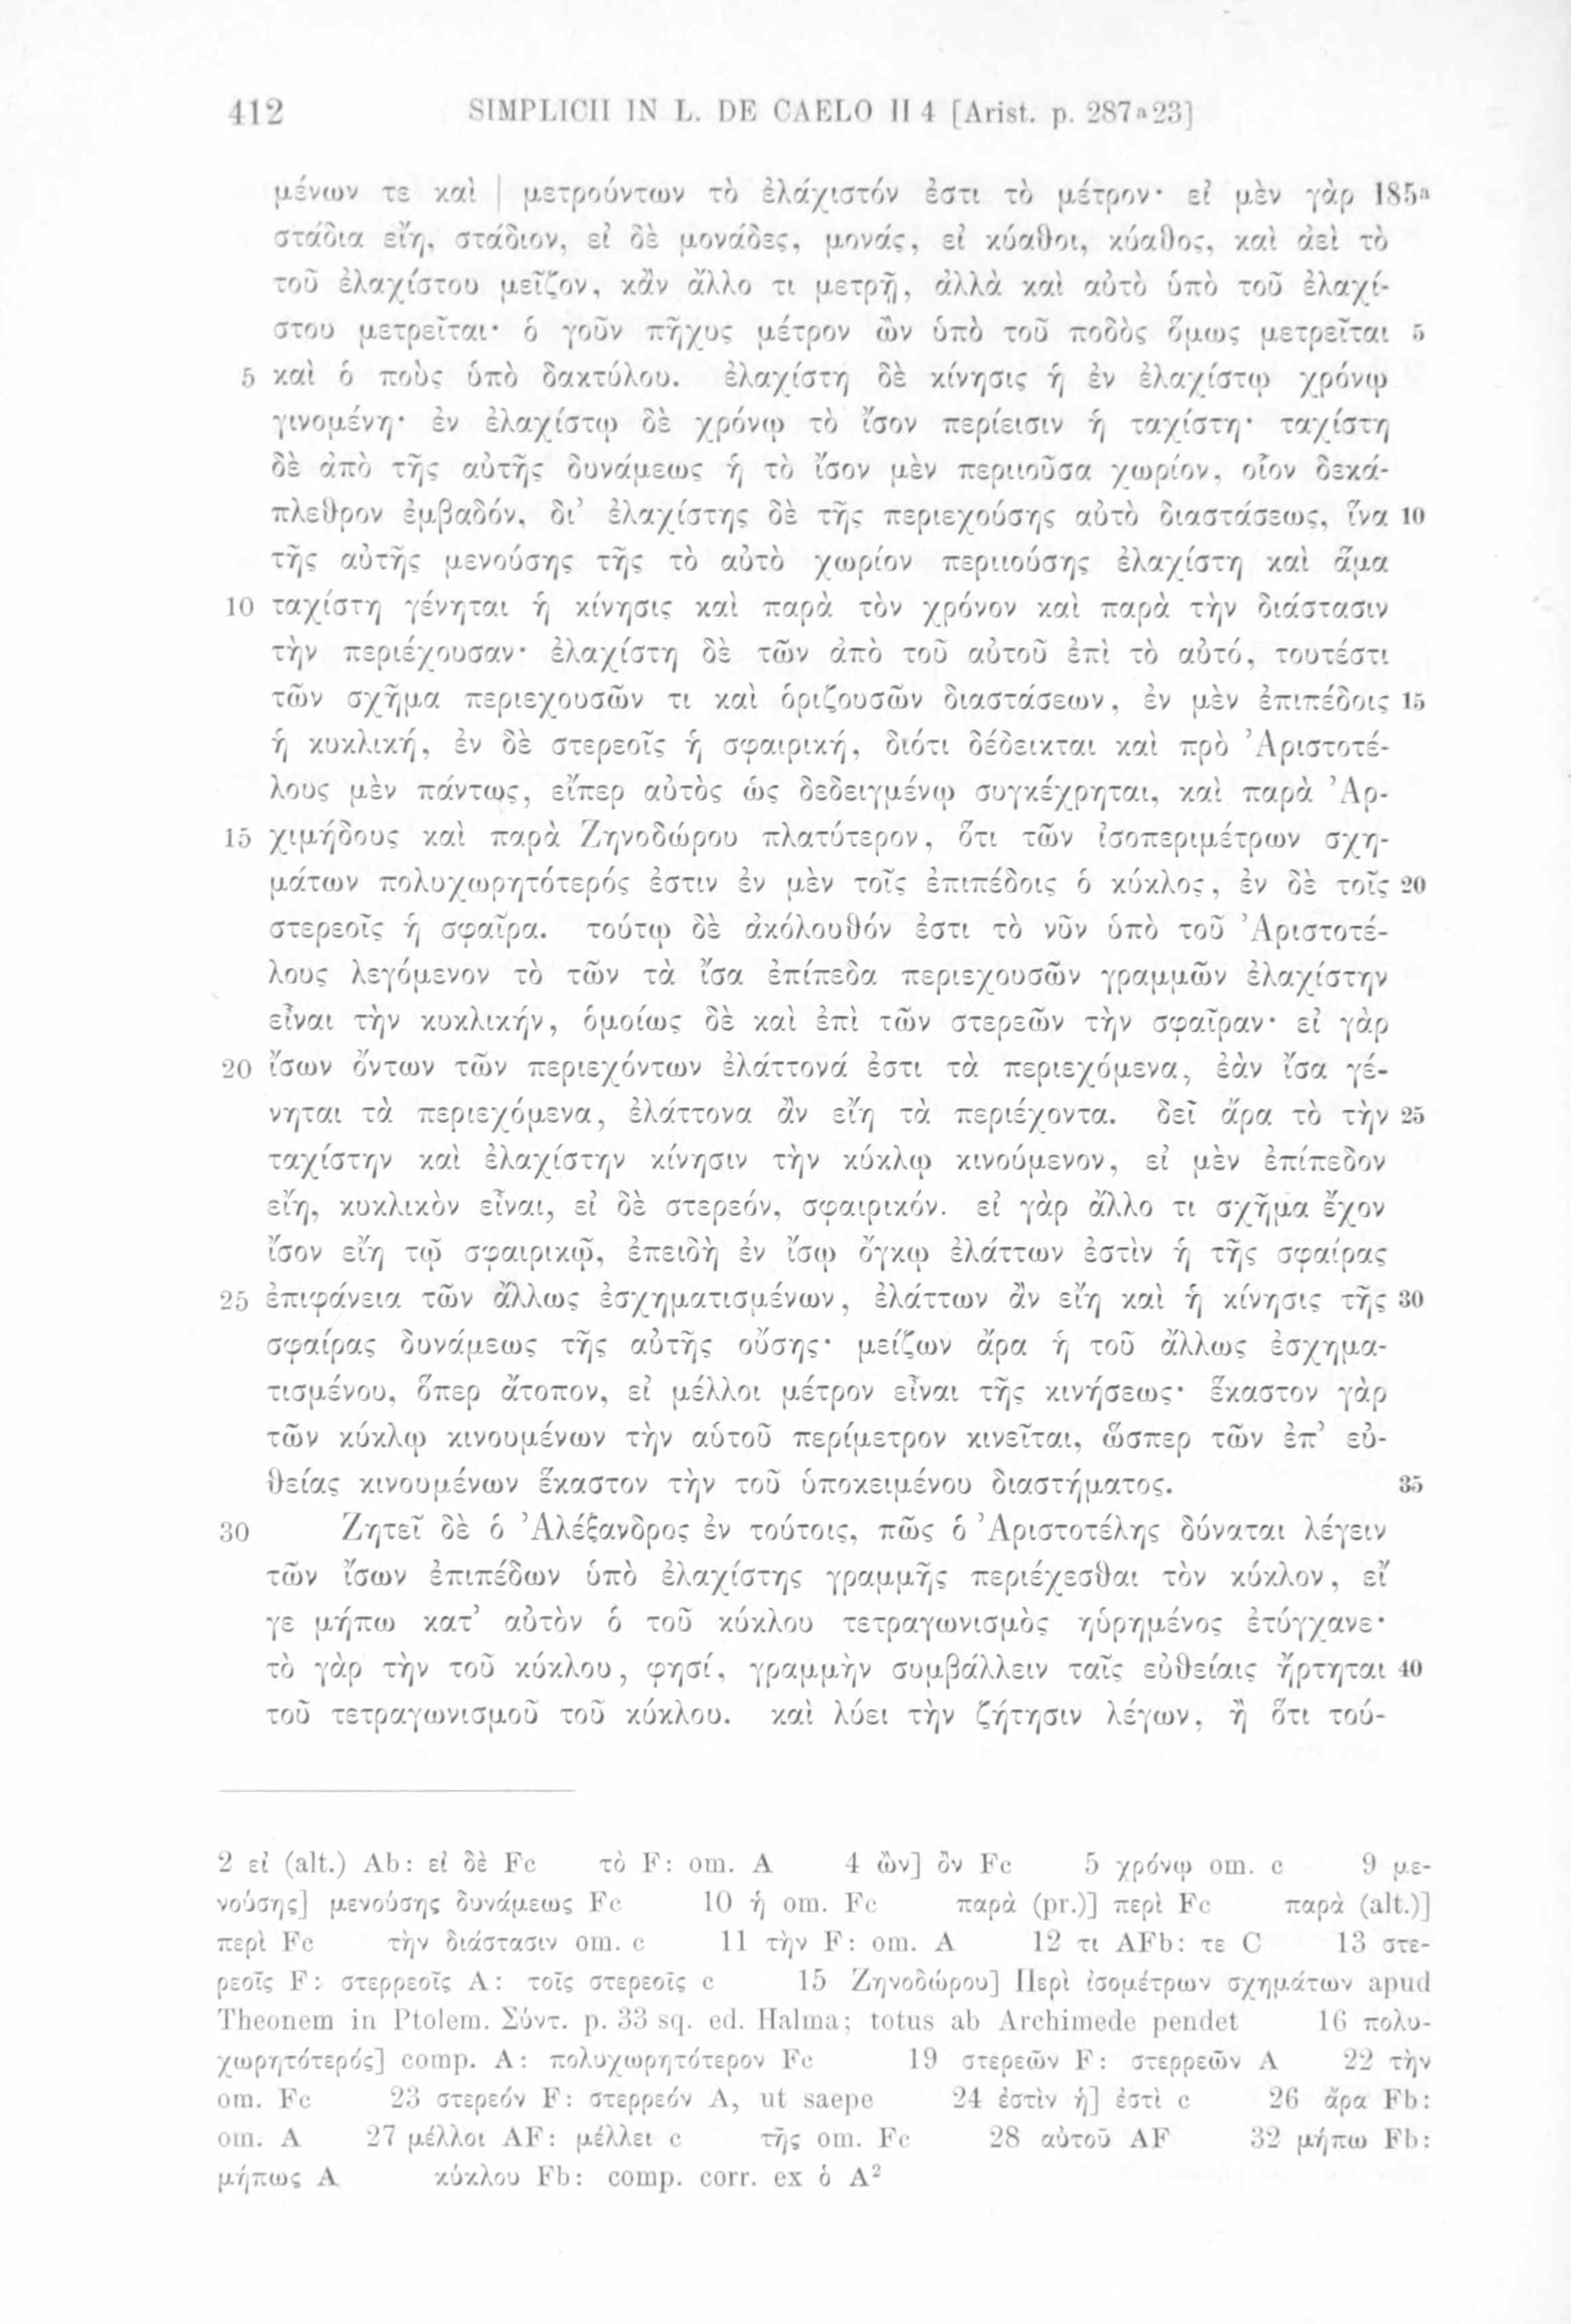 412 SIMPLICII IN L. DE CAELO II 4 [Arist. p. 287ᵃ23]
μένων τε καὶ | μετρούντων τὸ ἐλάχιστόν ἐστι τὸ μέτρον· εἰ μὲν γὰρ 185ᵃ
στάδια εἴη, στάδιον, εἰ δὲ μονάδες, μονάς, εἰ κύαθοι, κύαθος, καὶ ἀεὶ τὸ
τοῦ ἐλαχίστου μεῖζον, κἂν ἄλλο τι μετρῇ, ἀλλὰ καὶ αὐτὸ ὑπὸ τοῦ ἐλαχί-
στου μετρεῖται· ὁ γοῦν πῆχυς μέτρον ὢν ὑπὸ τοῦ ποδὸς ὅμως μετρεῖται 5
5 καὶ ὁ ποὺς ὑπὸ δακτύλου. ἐλαχίστη δὲ κίνησις ἡ ἐν ἐλαχίστῳ χρόνῳ
γινομένη· ἐν ἐλαχίστῳ δὲ χρόνῳ τὸ ἴσον περίεισιν ἡ ταχίστη· ταχίστη
δὲ ἀπὸ τῆς αὐτῆς δυνάμεως ἡ τὸ ἴσον μὲν περιιοῦσα χωρίον, οἷον δεκά-
πλεθρον ἐμβαδόν, δι’ ἐλαχίστης δὲ τῆς περιεχούσης αὐτὸ διαστάσεως, ἵνα 10
τῆς αὐτῆς μενούσης τῆς τὸ αὐτὸ χωρίον περιιούσης ἐλαχίστη καὶ ἅμα
10 ταχίστη γένηται ἡ κίνησις καὶ παρὰ τὸν χρόνον καὶ παρὰ τὴν διάστασιν
τὴν περιέχουσαν· ἐλαχίστη δὲ τῶν ἀπὸ τοῦ αὐτοῦ ἐπὶ τὸ αὐτό, τουτέστι
τῶν σχῆμα περιεχουσῶν τι καὶ ὁριζουσῶν διαστάσεων, ἐν μὲν ἐπιπέδοις 15
ἡ κυκλική, ἐν δὲ στερεοῖς ἡ σφαιρική, διότι δέδεικται καὶ πρὸ Ἀριστοτέ-
λους μὲν πάντως, εἴπερ αὐτὸς ὡς δεδειγμένῳ συγκέχρηται, καὶ παρὰ Ἀρ-
15 χιμήδους καὶ παρὰ Ζηνοδώρου πλατύτερον, ὅτι τῶν ἰσοπεριμέτρων σχη-
μάτων πολυχωρητότερός ἐστιν ἐν μὲν τοῖς ἐπιπέδοις ὁ κύκλος, ἐν δὲ τοῖς 20
στερεοῖς ἡ σφαῖρα. τούτῳ δὲ ἀκόλουθόν ἐστι τὸ νῦν ὑπὸ τοῦ Ἀριστοτέ-
λους λεγόμενον τὸ τῶν τὰ ἴσα ἐπίπεδα περιεχουσῶν γραμμῶν ἐλαχίστην
εἶναι τὴν κυκλικήν, ὁμοίως δὲ καὶ ἐπὶ τῶν στερεῶν τὴν σφαῖραν· εἰ γὰρ
20 ἴσων ὄντων τῶν περιεχόντων ἐλάττονά ἐστι τὰ περιεχόμενα, ἐὰν ἴσα γέ-
νηται τὰ περιεχόμενα, ἐλάττονα ἂν εἴη τὰ περιέχοντα. δεῖ ἄρα τὸ τὴν 25
ταχίστην καὶ ἐλαχίστην κίνησιν τὴν κύκλῳ κινούμενον, εἰ μὲν ἐπίπεδον
εἴη, κυκλικὸν εἶναι, εἰ δὲ στερεόν, σφαιρικόν. εἰ γὰρ ἄλλο τι σχῆμα ἔχον
ἴσον εἴη τῷ σφαιρικῷ, ἐπειδὴ ἐν ἴσῳ ὄγκῳ ἐλάττων ἐστὶν ἡ τῆς σφαίρας
25 ἐπιφάνεια τῶν ἄλλως ἐσχηματισμένων, ἐλάττων ἂν εἴη καὶ ἡ κίνησις τῆς 30
σφαίρας δυνάμεως τῆς αὐτῆς οὔσης· μείζων ἄρα ἡ τοῦ ἄλλως ἐσχημα-
τισμένου, ὅπερ ἄτοπον, εἰ μέλλοι μέτρον εἶναι τῆς κινήσεως· ἕκαστον γὰρ
τῶν κύκλῳ κινουμένων τὴν αὑτοῦ περίμετρον κινεῖται, ὥσπερ τῶν ἐπ’ εὐ-
θείας κινουμένων ἕκαστον τὴν τοῦ ὑποκειμένου διαστήματος. 35
30 Ζητεῖ δὲ ὁ Ἀλέξανδρος ἐν τούτοις, πῶς ὁ Ἀριστοτέλης δύναται λέγειν
τῶν ἴσων ἐπιπέδων ὑπὸ ἐλαχίστης γραμμῆς περιέχεσθαι τὸν κύκλον, εἴ
γε μήπω κατ’ αὐτὸν ὁ τοῦ κύκλου τετραγωνισμὸς ηὑρημένος ἐτύγχανε·
τὸ γὰρ τὴν τοῦ κύκλου, φησί, γραμμὴν συμβάλλειν ταῖς εὐθείαις ἤρτηται 40
τοῦ τετραγωνισμοῦ τοῦ κύκλου. καὶ λύει τὴν ζήτησιν λέγων, ἢ ὅτι τού-
2 εἰ (alt.) Ab: εἰ δὲ Fc τὸ F: om. A 4 ὢν] ὂν Fc 5 χρόνῳ om. c 9 με-
νούσης] μενούσης δυνάμεως Fc 10 ἡ om. Fc παρὰ (pr.)] περὶ Fc παρὰ (alt.)]
περὶ Fc τὴν διάστασιν om. c 11 τὴν F: om. A 12 τι AFb: τε C 13 στε-
ρεοῖς F: στερρεοῖς A: τοῖς στερεοῖς c 15 Ζηνοδώρου] Περὶ ἰσομέτρων σχημάτων apud
Theonem in Ptolem. Σύντ. p. 33 sq. ed. Halma; totus ab Archimede pendet 16 πολυ-
χωρητότερός] comp. A: πολυχωρητότερον Fc 19 στερεῶν F: στερρεῶν A 22 τὴν
om. Fc 23 στερεόν F: στερρεόν A, ut saepe 24 ἐστὶν ἡ] ἐστὶ c 26 ἄρα Fb:
om. A 27 μέλλοι AF: μέλλει c τῆς om. Fc 28 αὐτοῦ AF 32 μήπω Fb:
μήπως A κύκλου Fb: comp. corr. ex ὁ A²